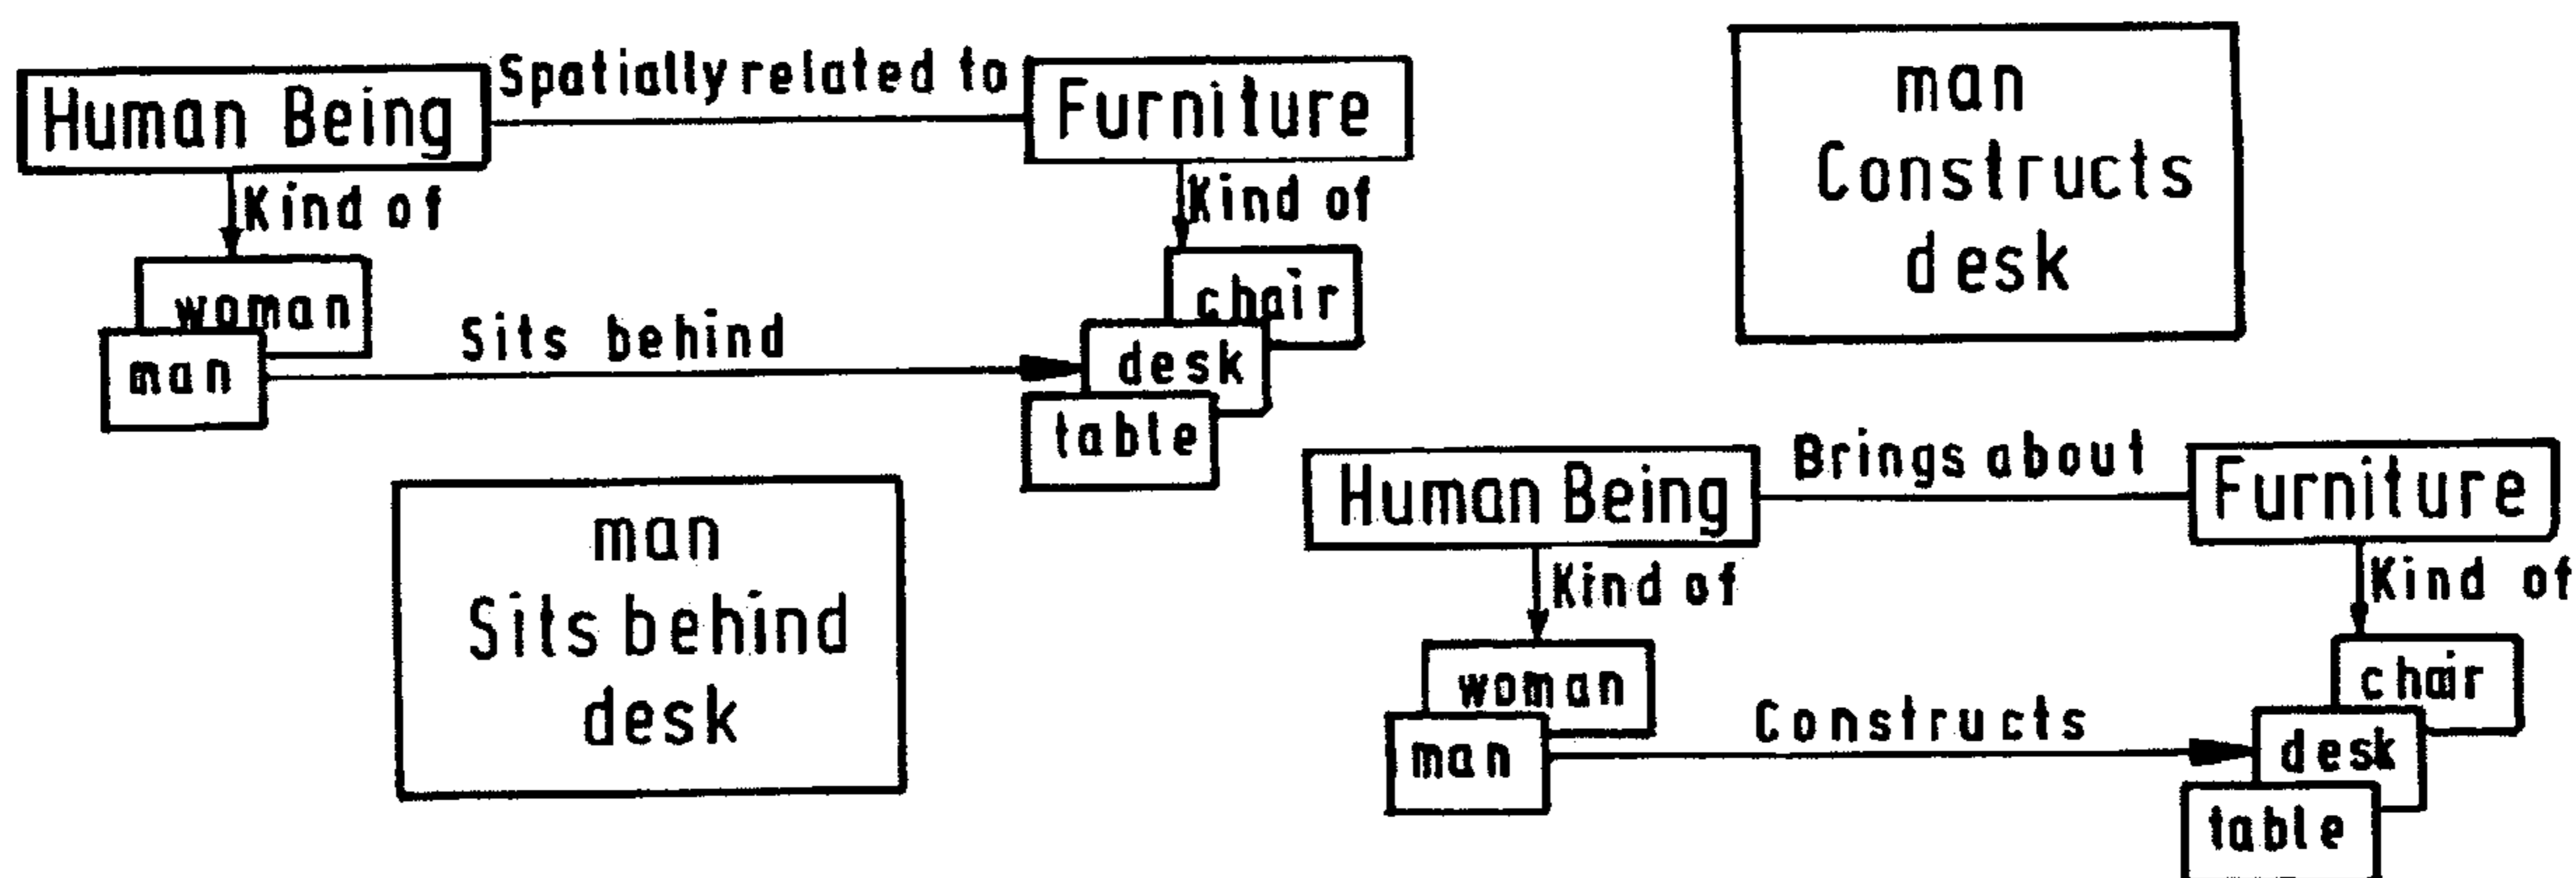 Human Being
Spatially related to
Furniture
Kind of
Kind of
woman
chair
man
Sits behind
desk
table
man
Sits behind
desk
man
Constructs
desk
Human Being
Brings about
Furniture
Kind of
Kind of
woman
chair
man
Constructs
desk
table